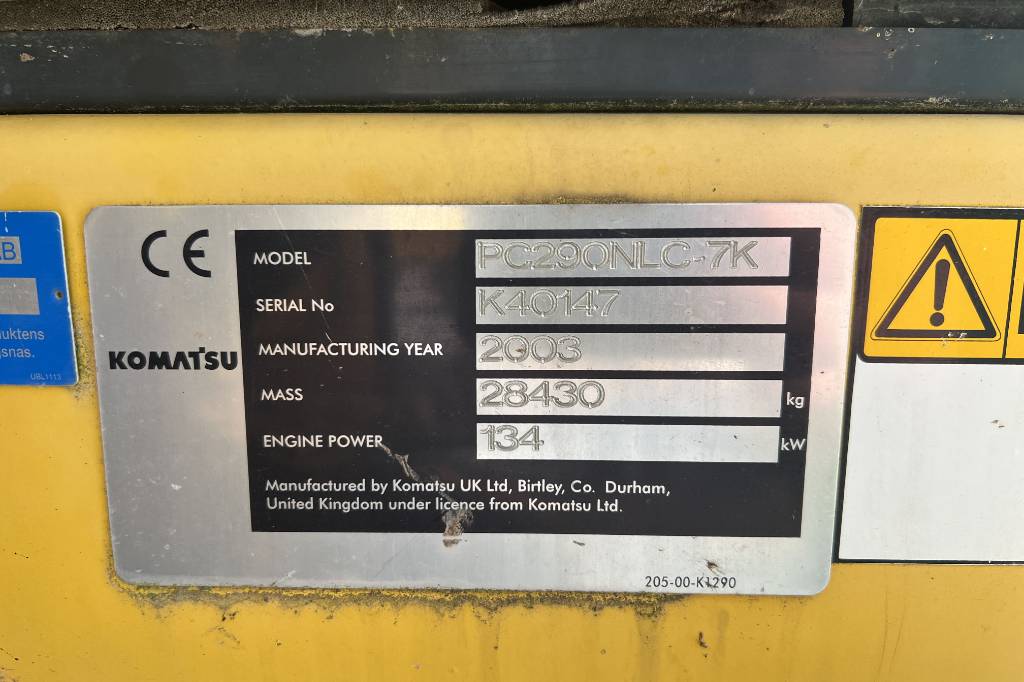 B
uktens
snas.
UBL1113
CE
KOMATSU
MODEL PC290NLC-7K
SERIAL No K40147
MANUFACTURING YEAR 2003
MASS 28430 kg
ENGINE POWER 134 kW
Manufactured by Komatsu UK Ltd, Birtley, Co. Durham,
United Kingdom under licence from Komatsu Ltd.
205-00-K1290